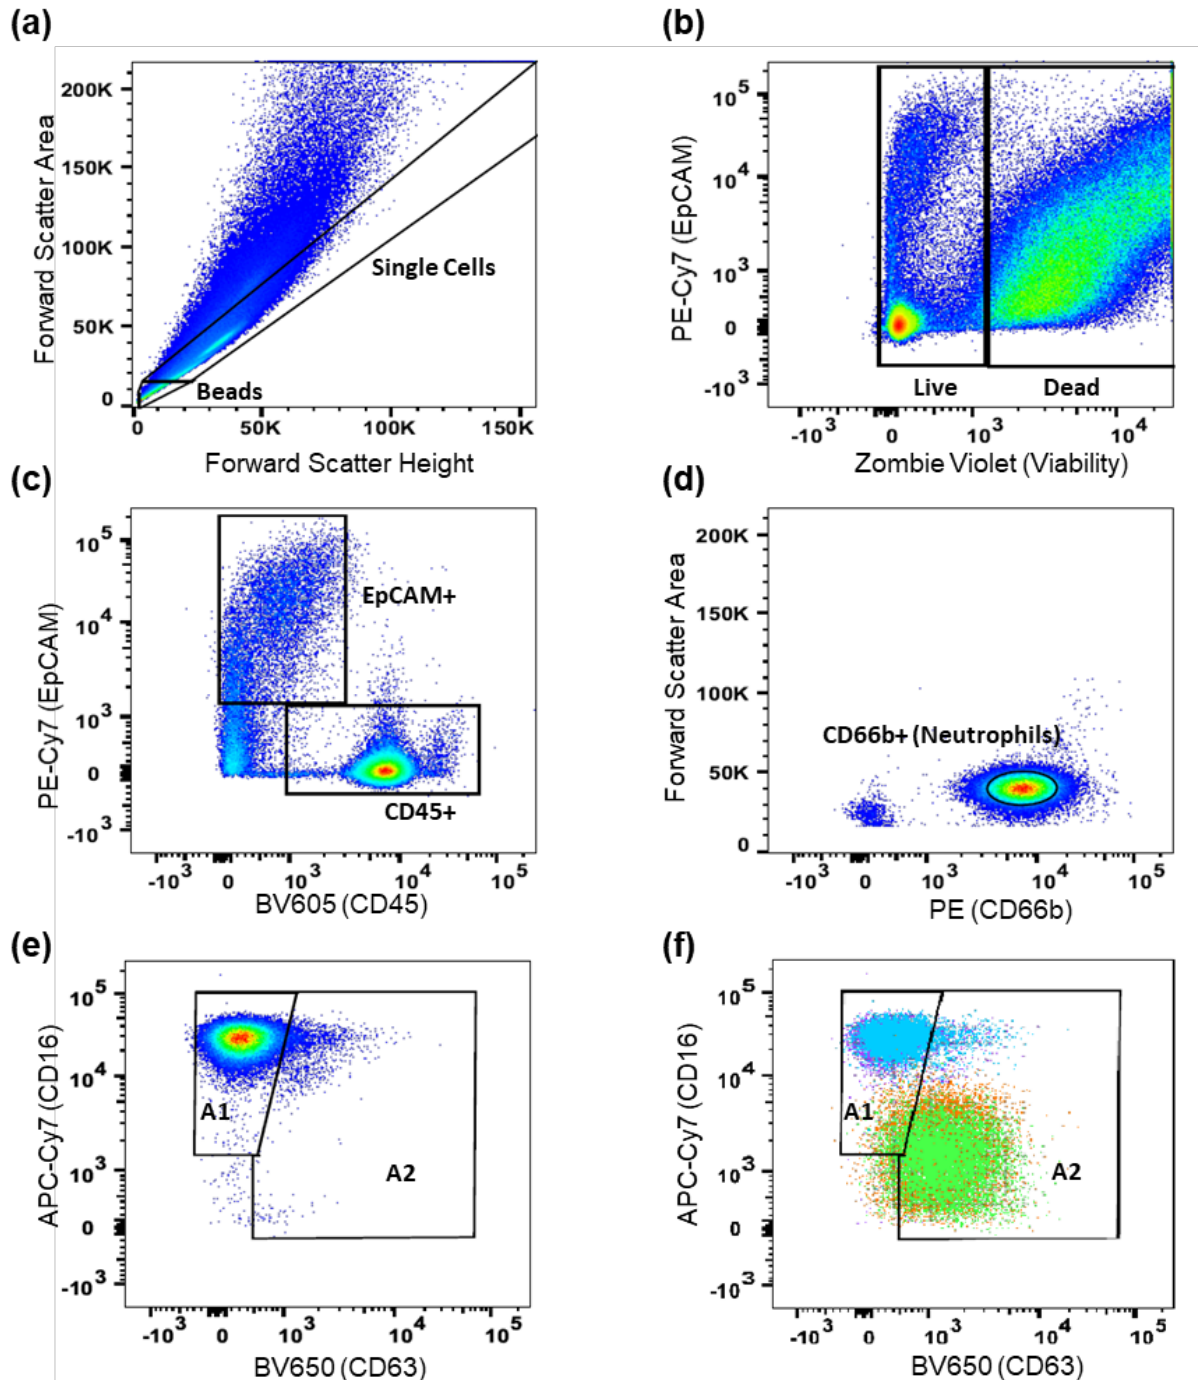 (a)
Forward Scatter Area
200K
150K
100K
50K
0
Single Cells
Beads
0 50K 100K 150K
Forward Scatter Height
(b)
PE-Cy7 (EpCAM)
10^5
10^4
10^3
0
-10^3
Live Dead
-10^3 0 10^3 10^4
Zombie Violet (Viability)
(c)
PE-Cy7 (EpCAM)
10^5
10^4
10^3
0
-10^3
EpCAM+
CD45+
-10^3 0 10^3 10^4 10^5
BV605 (CD45)
(d)
Forward Scatter Area
200K
150K
100K
50K
0
CD66b+ (Neutrophils)
-10^3 0 10^3 10^4 10^5
PE (CD66b)
(e)
APC-Cy7 (CD16)
10^5
10^4
10^3
0
-10^3
A1
A2
-10^3 0 10^3 10^4 10^5
BV650 (CD63)
(f)
APC-Cy7 (CD16)
10^5
10^4
10^3
0
-10^3
A1
A2
-10^3 0 10^3 10^4 10^5
BV650 (CD63)